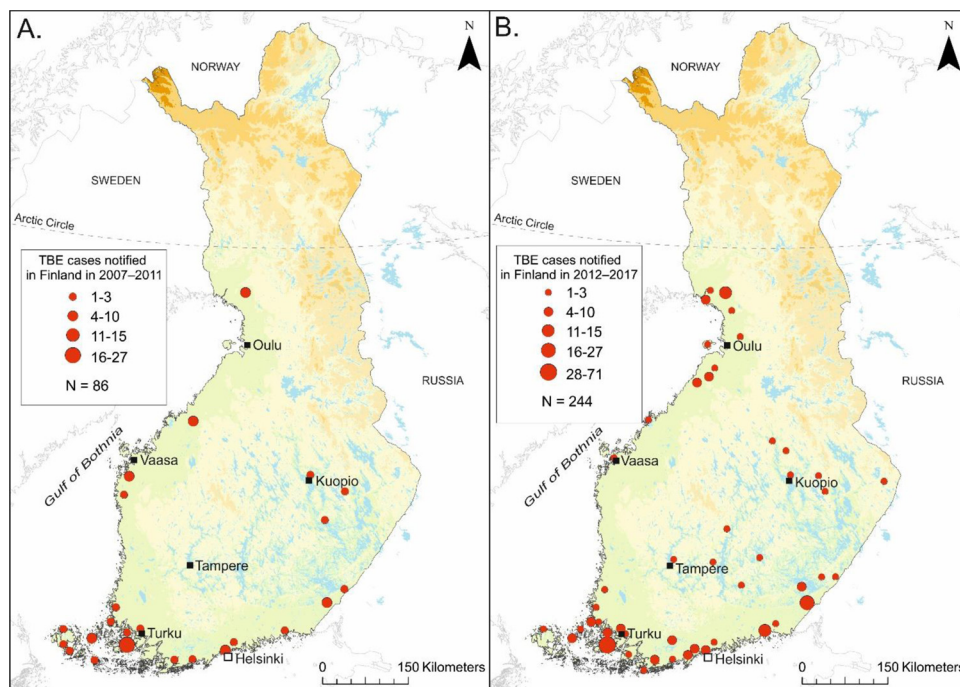 A.
N
NORWAY
SWEDEN
Arctic Circle
TBE cases notified
in Finland in 2007–2011
1-3
4-10
11-15
16-27
N = 86
Oulu
RUSSIA
Gulf of Bothnia
Vaasa
Kuopio
Tampere
Turku
Helsinki
0 150 Kilometers
B.
N
NORWAY
SWEDEN
Arctic Circle
TBE cases notified
in Finland in 2012–2017
1-3
4-10
11-15
16-27
28-71
N = 244
Oulu
RUSSIA
Gulf of Bothnia
Vaasa
Kuopio
Tampere
Turku
Helsinki
0 150 Kilometers